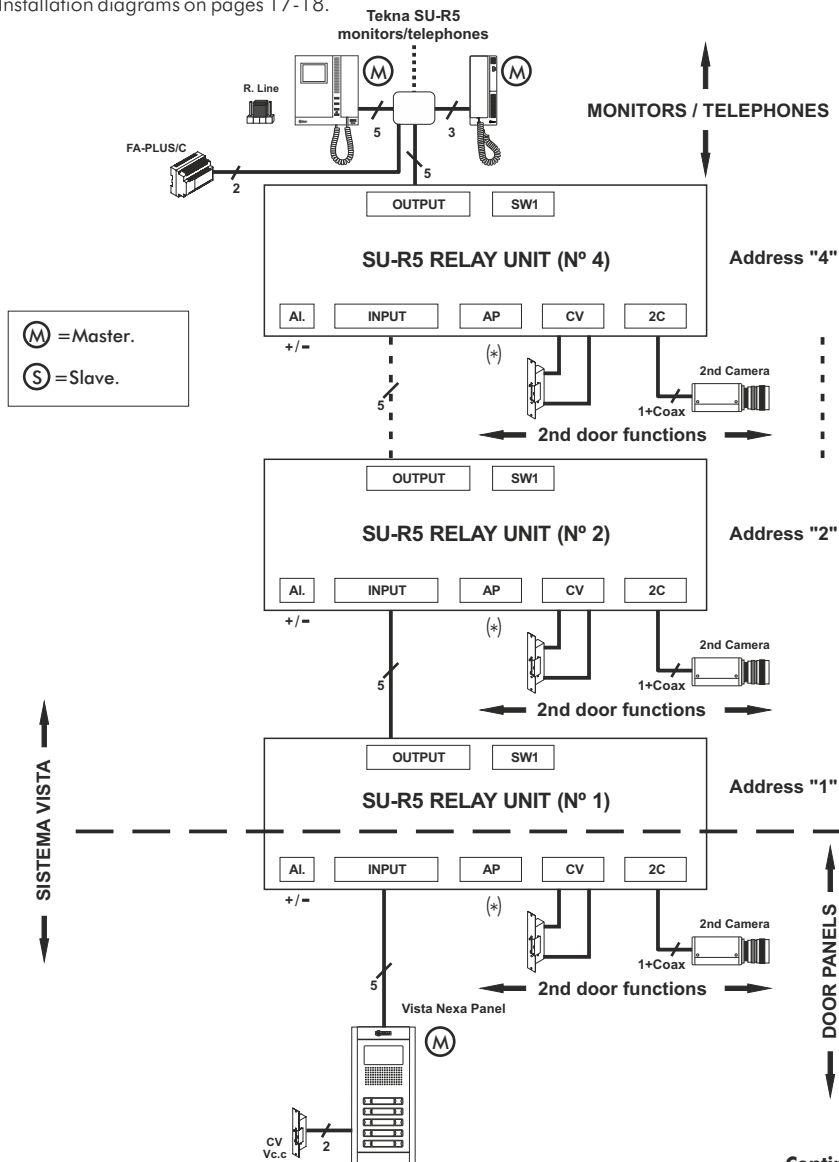 Installation diagrams on pages 17-18.
Tekna SU-R5
monitors/telephones
M
M
R. Line
MONITORS / TELEPHONES
5
3
FA-PLUS/C
2
5
OUTPUT
SW1
SU-R5 RELAY UNIT (Nº 4)
Address "4"
Al.
INPUT
AP
CV
2C
+/-
(*)
M =Master.
S =Slave.
2nd Camera
5
1+Coax
2nd door functions
OUTPUT
SW1
SU-R5 RELAY UNIT (Nº 2)
Address "2"
Al.
INPUT
AP
CV
2C
+/-
(*)
2nd Camera
5
1+Coax
2nd door functions
SISTEMA VISTA
OUTPUT
SW1
SU-R5 RELAY UNIT (Nº 1)
Address "1"
Al.
INPUT
AP
CV
2C
+/-
(*)
2nd Camera
1+Coax
5
2nd door functions
DOOR PANELS
Vista Nexa Panel
M
CV
Vc.c
2